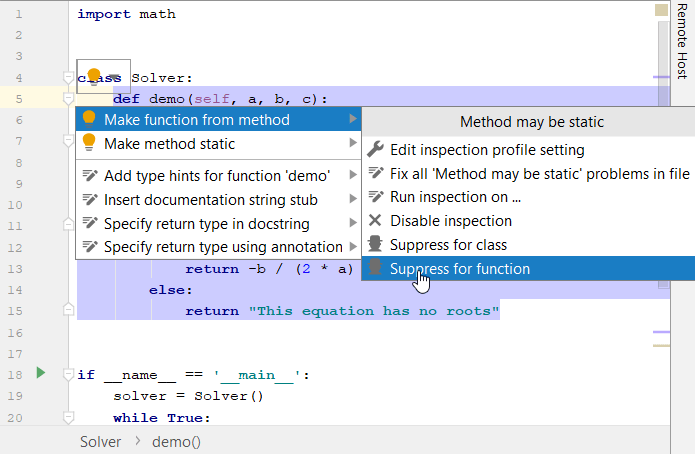 1 import math
2
3
4 class Solver:
5 def demo(self, a, b, c):
6 Make function from method
7 Make method static
8
9 Add type hints for function 'demo'
10 Insert documentation string stub
11 Specify return type in docstring
12 Specify return type using annotation
Method may be static
Edit inspection profile setting
Fix all 'Method may be static' problems in file
Run inspection on ...
Disable inspection
Suppress for class
Suppress for function
13 return -b / (2 * a)
14 else:
15 return "This equation has no roots"
16
17
18 if __name__ == '__main__':
19 solver = Solver()
20 while True:
Solver > demo()
Remote Host